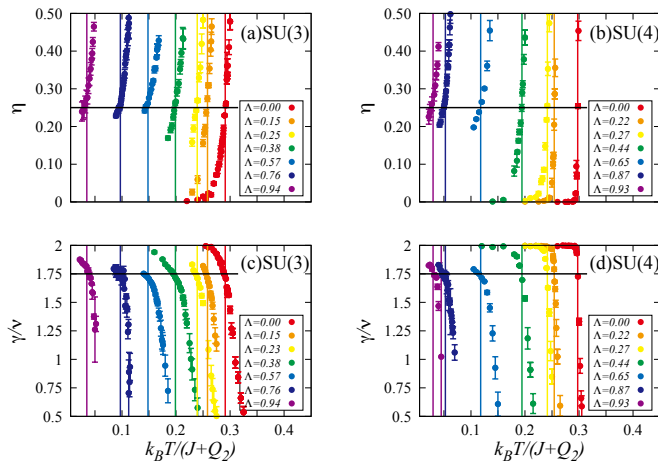 0.50
0.40
0.30
0.20
0.10
0
η
(a)SU(3)
Λ=0.00
Λ=0.15
Λ=0.25
Λ=0.38
Λ=0.57
Λ=0.76
Λ=0.94
0.50
0.40
0.30
0.20
0.10
0
η
(b)SU(4)
Λ=0.00
Λ=0.22
Λ=0.27
Λ=0.44
Λ=0.65
Λ=0.87
Λ=0.93
2
1.75
1.5
1.25
1
0.75
0.5
γ/ν
(c)SU(3)
Λ=0.00
Λ=0.15
Λ=0.23
Λ=0.38
Λ=0.57
Λ=0.76
Λ=0.94
0.1 0.2 0.3 0.4
k_BT/(J+Q_2)
2
1.75
1.5
1.25
1
0.75
0.5
γ/ν
(d)SU(4)
Λ=0.00
Λ=0.22
Λ=0.27
Λ=0.44
Λ=0.65
Λ=0.87
Λ=0.93
0.1 0.2 0.3 0.4
k_BT/(J+Q_2)